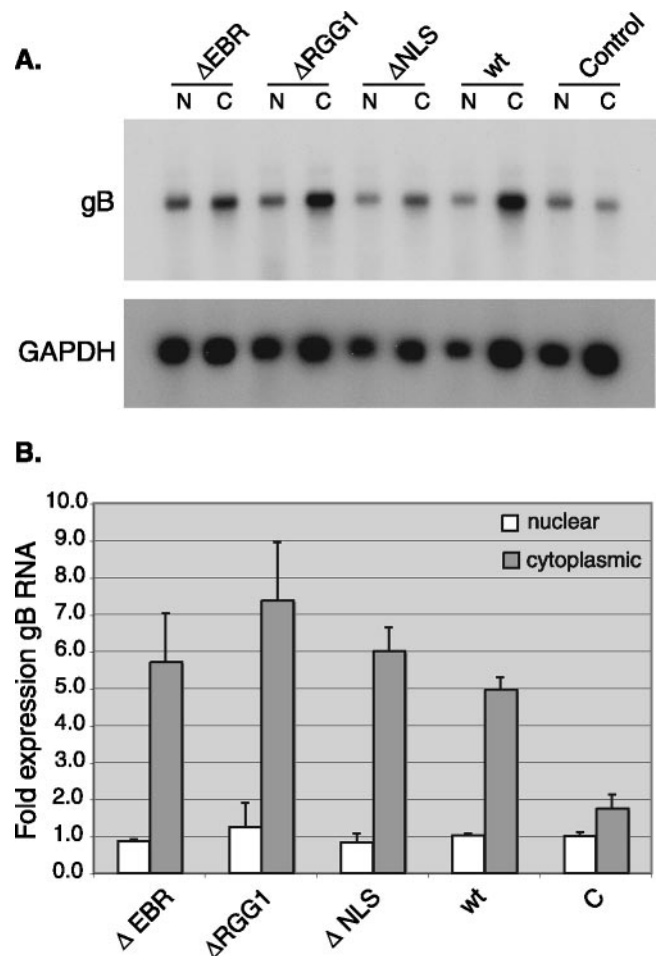 A.
ΔEBR ΔRGG1 ΔNLS wt Control
N C N C N C N C N C
gB
GAPDH
B.
Fold expression gB RNA
10.0
9.0
8.0
7.0
6.0
5.0
4.0
3.0
2.0
1.0
0.0
nuclear
cytoplasmic
Δ EBR ΔRGG1 Δ NLS wt C